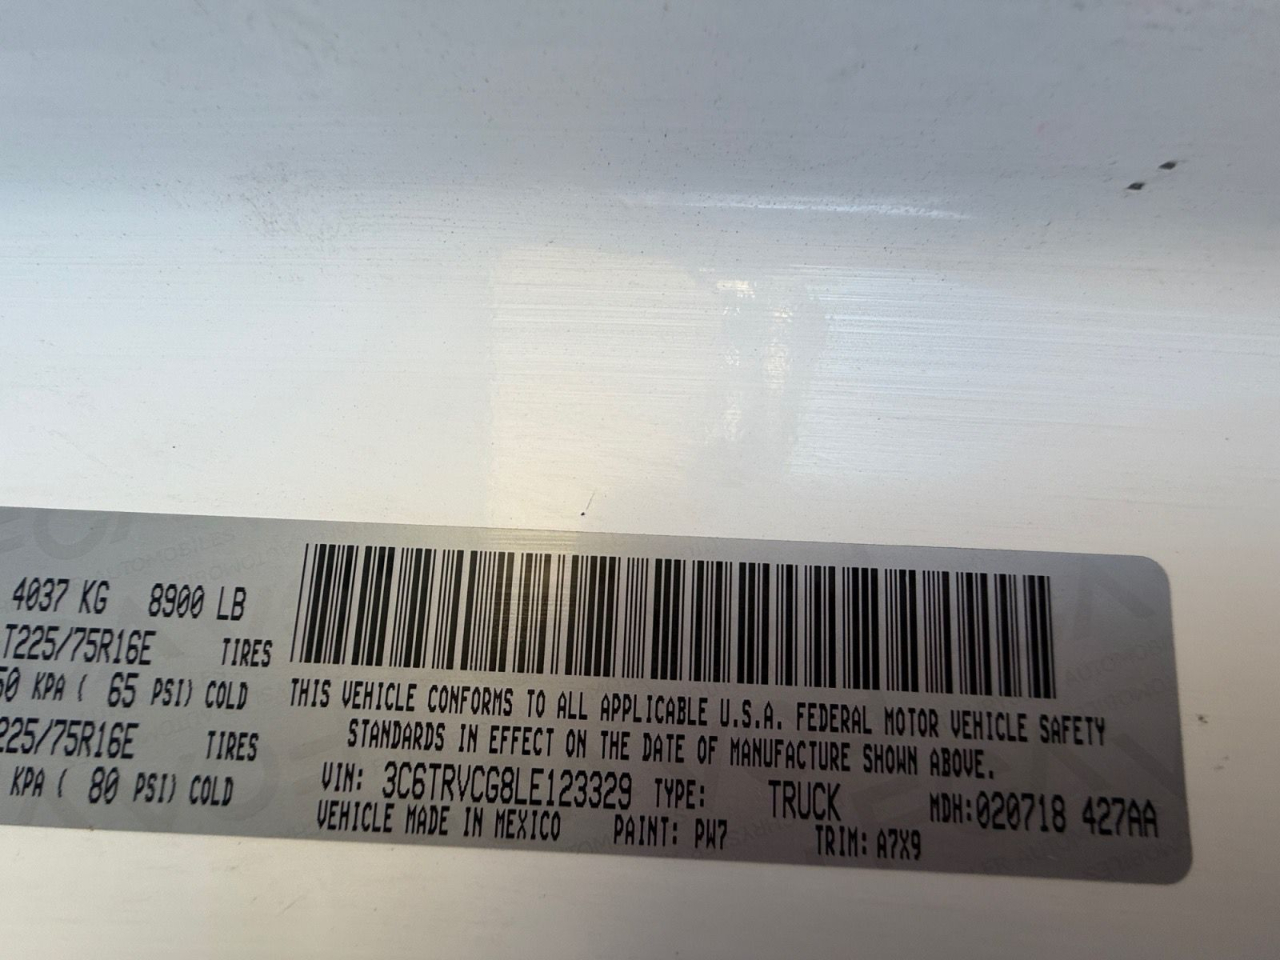 4037 KG 8900 LB
T225/75R16E TIRES
50 KPA ( 65 PSI) COLD
225/75R16E TIRES
KPA ( 80 PSI) COLD
THIS VEHICLE CONFORMS TO ALL APPLICABLE U.S.A. FEDERAL MOTOR VEHICLE SAFETY
STANDARDS IN EFFECT ON THE DATE OF MANUFACTURE SHOWN ABOVE.
VIN: 3C6TRVCG8LE123329 TYPE: TRUCK MDH:020718 427AA
VEHICLE MADE IN MEXICO PAINT: PW7 TRIM: A7X9